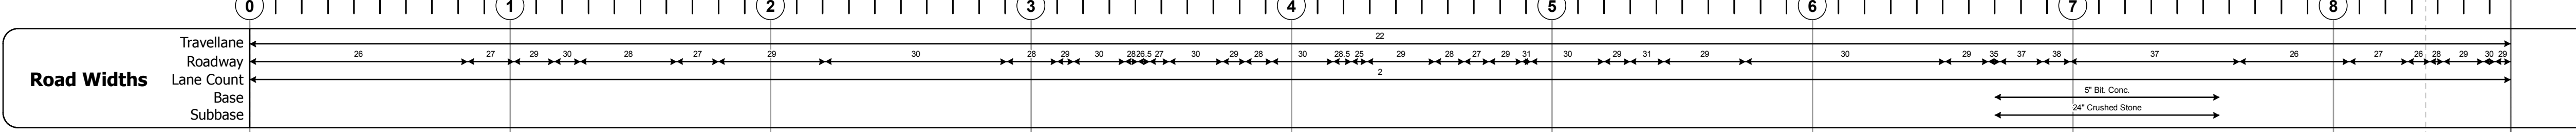 0 1 2 3 4 5 6 7 8
Road Widths
Travellane 22
Roadway 26 27 29 30 28 27 29 30 28 29 30 28 26.5 27 30 29 28 30 28.5 25 29 28 27 29 31 30 29 31 29 30 29 35 37 38 37 26 27 26 28 29 30 29
Lane Count 2
Base 5" Bit. Conc.
Subbase 24" Crushed Stone